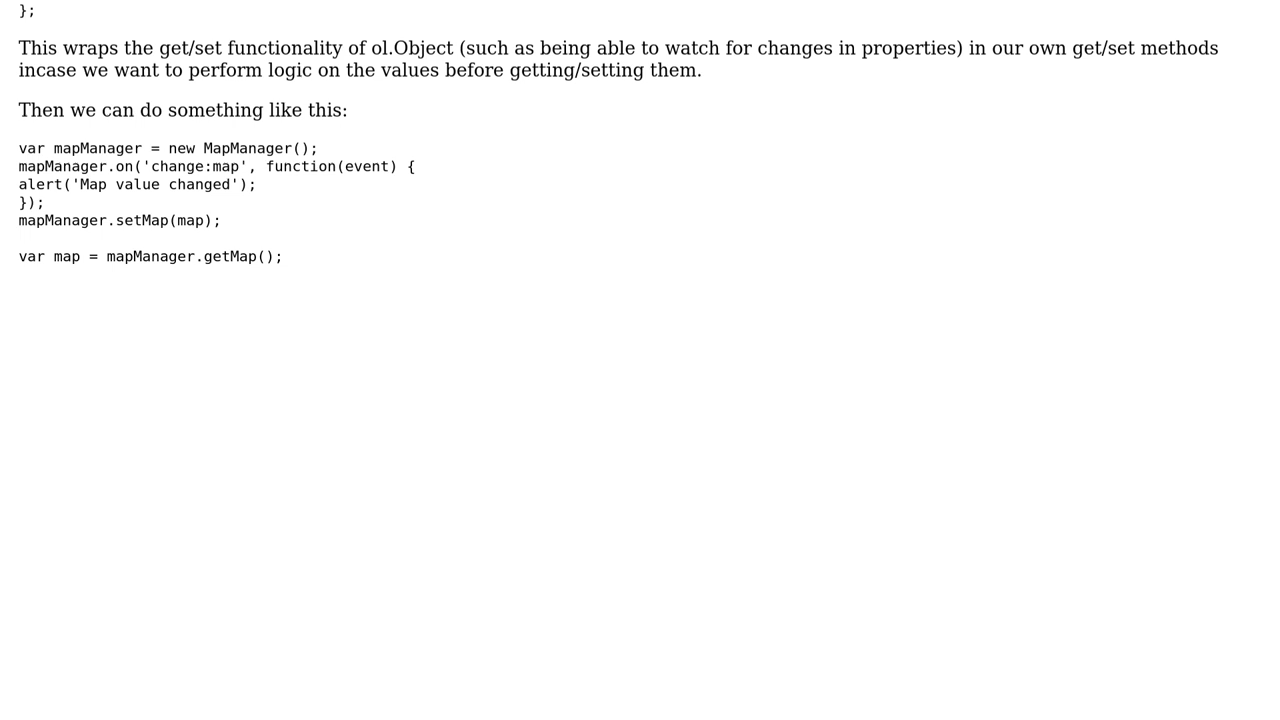 };
This wraps the get/set functionality of ol.Object (such as being able to watch for changes in properties) in our own get/set methods
incase we want to perform logic on the values before getting/setting them.
Then we can do something like this:
var mapManager = new MapManager();
mapManager.on('change:map', function(event) {
alert('Map value changed');
});
mapManager.setMap(map);
var map = mapManager.getMap();